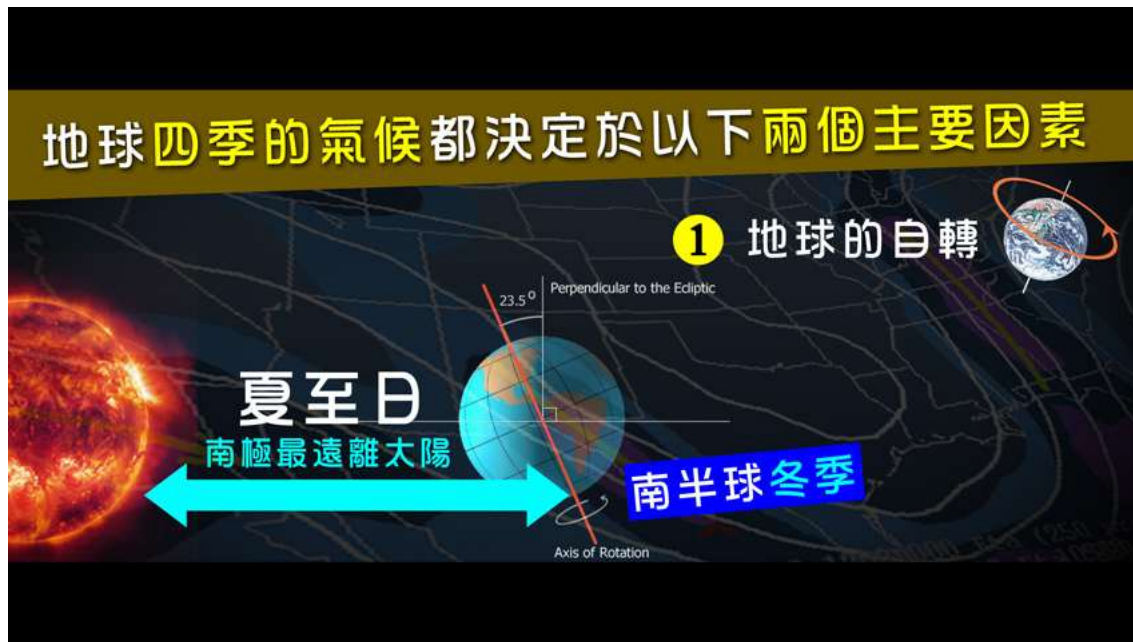 地球四季的氣候都決定於以下兩個主要因素
1 地球的自轉
23.5°
Perpendicular to the Ecliptic
夏至日
南極最遠離太陽
南半球冬季
Axis of Rotation